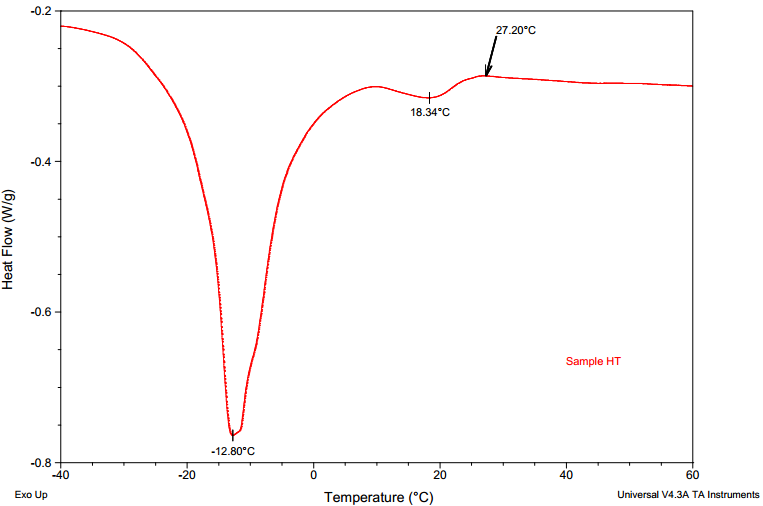 -0.2
27.20°C
18.34°C
-0.4
Heat Flow (W/g)
-0.6
Sample HT
-12.80°C
-0.8
-40
-20
0
20
40
60
Exo Up
Temperature (°C)
Universal V4.3A TA Instruments